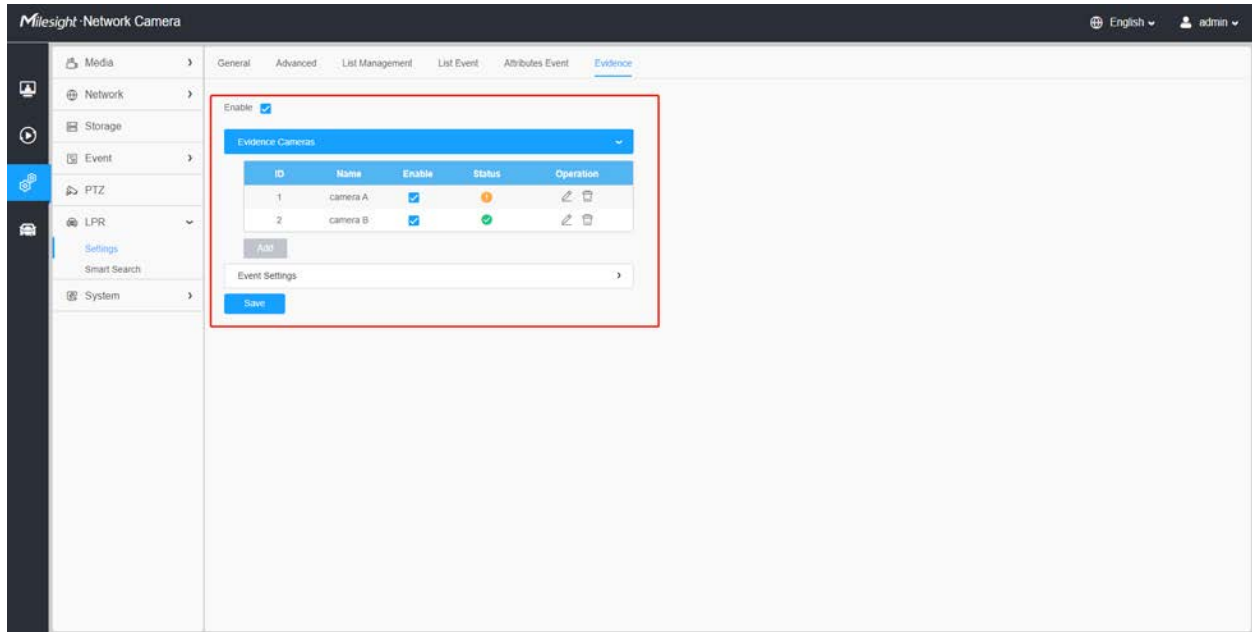 Milesight · Network Camera
English
admin
Media
Network
Storage
Event
PTZ
LPR
Settings
Smart Search
System
General Advanced List Management List Event Attributes Event Evidence
Enable
Evidence Cameras
ID Name Enable Status Operation
1 camera A
2 camera B
Add
Event Settings
Save